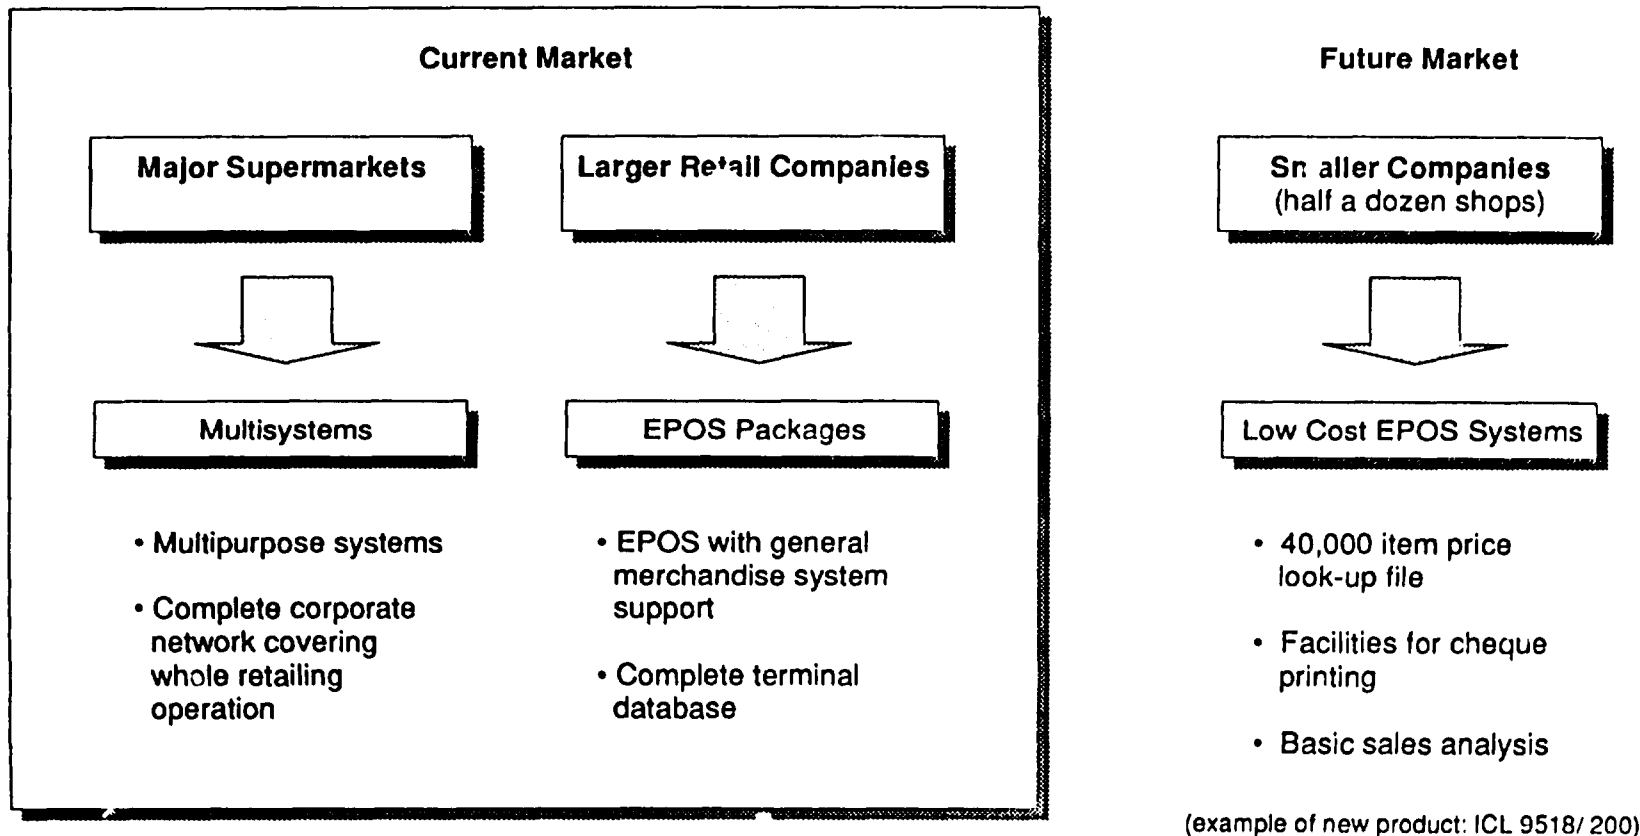 Current Market
Major Supermarkets
Multisystems
• Multipurpose systems
• Complete corporate
network covering
whole retailing
operation
Larger Retail Companies
EPOS Packages
• EPOS with general
merchandise system
support
• Complete terminal
database
Future Market
Smaller Companies
(half a dozen shops)
Low Cost EPOS Systems
• 40,000 item price
look-up file
• Facilities for cheque
printing
• Basic sales analysis
(example of new product: ICL 9518/ 200)